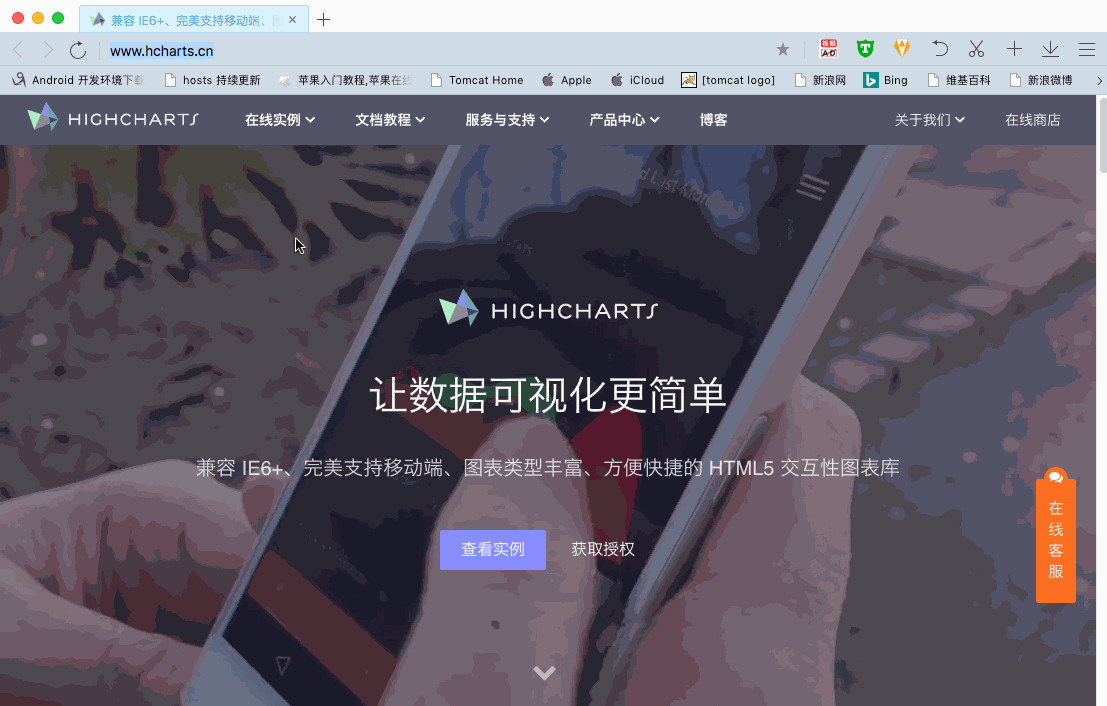 兼容 IE6+、完美支持移动端、
www.hcharts.cn
Android 开发环境下载 hosts 持续更新 苹果入门教程,苹果在线 Tomcat Home Apple iCloud [tomcat logo] 新浪网 Bing 维基百科 新浪微博
HIGHCHARTS 在线实例 文档教程 服务与支持 产品中心 博客 关于我们 在线商店
HIGHCHARTS
让数据可视化更简单
兼容 IE6+、完美支持移动端、图表类型丰富、方便快捷的 HTML5 交互性图表库
查看实例 获取授权
在线客服